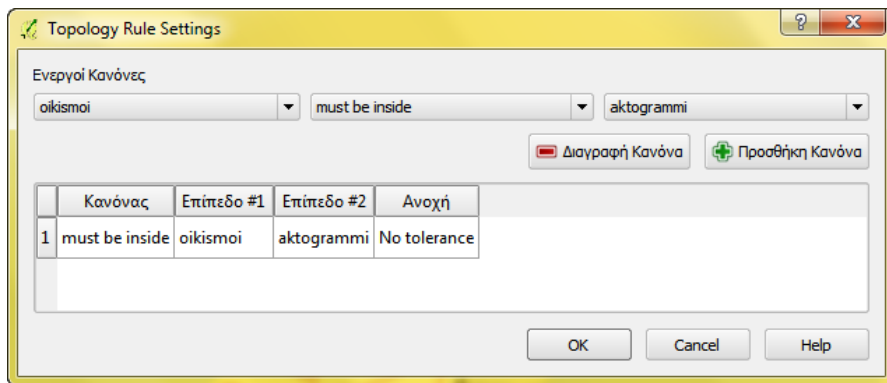 Topology Rule Settings
Ενεργοί Κανόνες
oikismoi must be inside aktogrammi
Διαγραφή Κανόνα Προσθήκη Κανόνα
Κανόνας Επίπεδο #1 Επίπεδο #2 Ανοχή
1 must be inside oikismoi aktogrammi No tolerance
OK Cancel Help